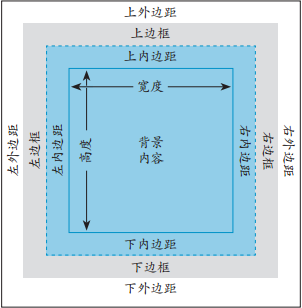 上外边距
上边框
上内边距
宽度
左外边距
左边框
左内边距
高度
背景
内容
右内边距
右边框
右外边距
下内边距
下边框
下外边距